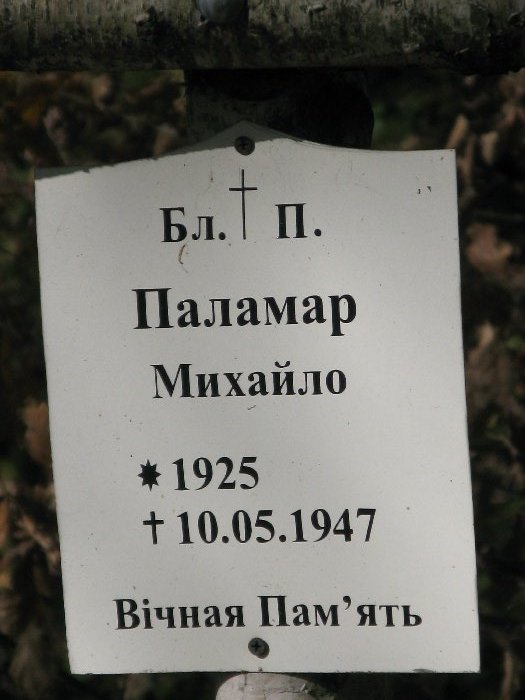 Бл. † П.
Паламар
Михайло
✷ 1925
† 10.05.1947
Вічная Пам’ять